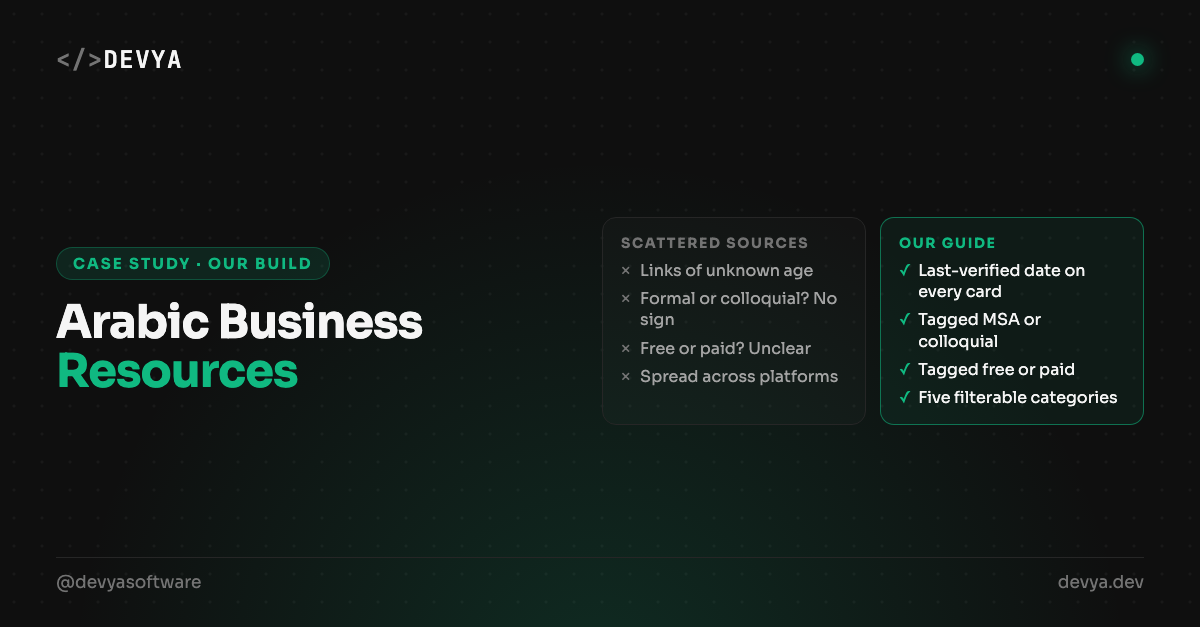 </>DEVYA
CASE STUDY · OUR BUILD
Arabic Business
Resources
SCATTERED SOURCES
× Links of unknown age
× Formal or colloquial? No
sign
× Free or paid? Unclear
× Spread across platforms
OUR GUIDE
✓ Last-verified date on
every card
✓ Tagged MSA or
colloquial
✓ Tagged free or paid
✓ Five filterable categories
@devyasoftware
devya.dev